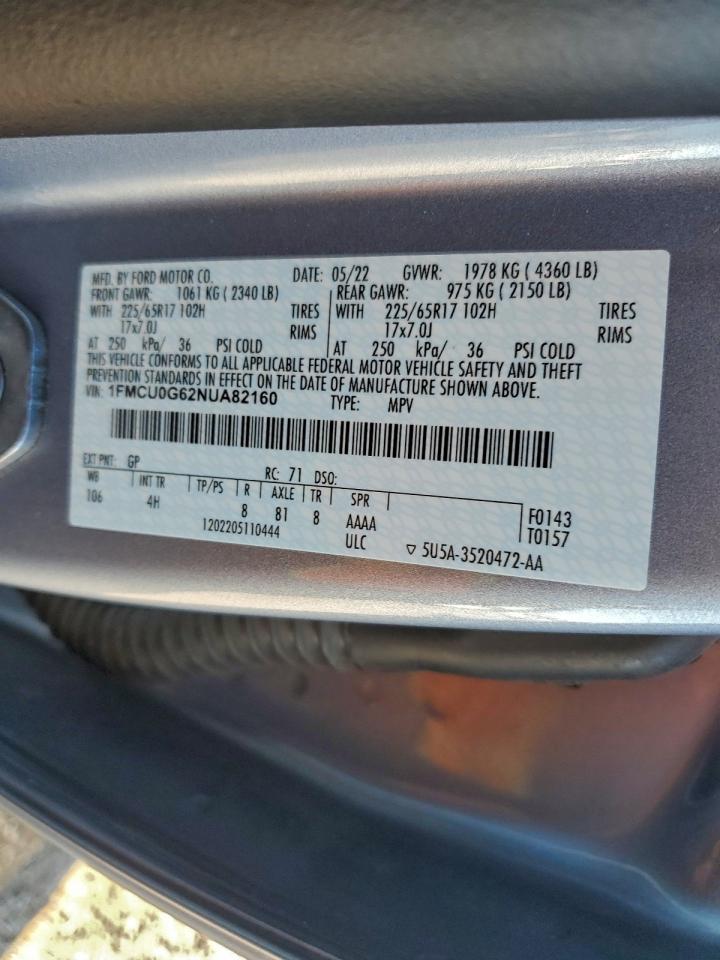 MFD. BY FORD MOTOR CO. DATE: 05/22 GVWR: 1978 KG ( 4360 LB)
FRONT GAWR: 1061 KG ( 2340 LB) REAR GAWR: 975 KG ( 2150 LB)
WITH 225/65R17 102H TIRES WITH 225/65R17 102H TIRES
17x7.0J RIMS 17x7.0J RIMS
AT 250 kPa/ 36 PSI COLD AT 250 kPa/ 36 PSI COLD
THIS VEHICLE CONFORMS TO ALL APPLICABLE FEDERAL MOTOR VEHICLE SAFETY AND THEFT
PREVENTION STANDARDS IN EFFECT ON THE DATE OF MANUFACTURE SHOWN ABOVE.
VIN: 1FMCU0G62NUA82160 TYPE: MPV
EXT PNT: GP RC: 71 DSO:
WB INT TR TP/PS R AXLE TR SPR
106 4H 8 81 8 AAAA F0143
1202205110444 ULC T0157
▽ 5U5A-3520472-AA